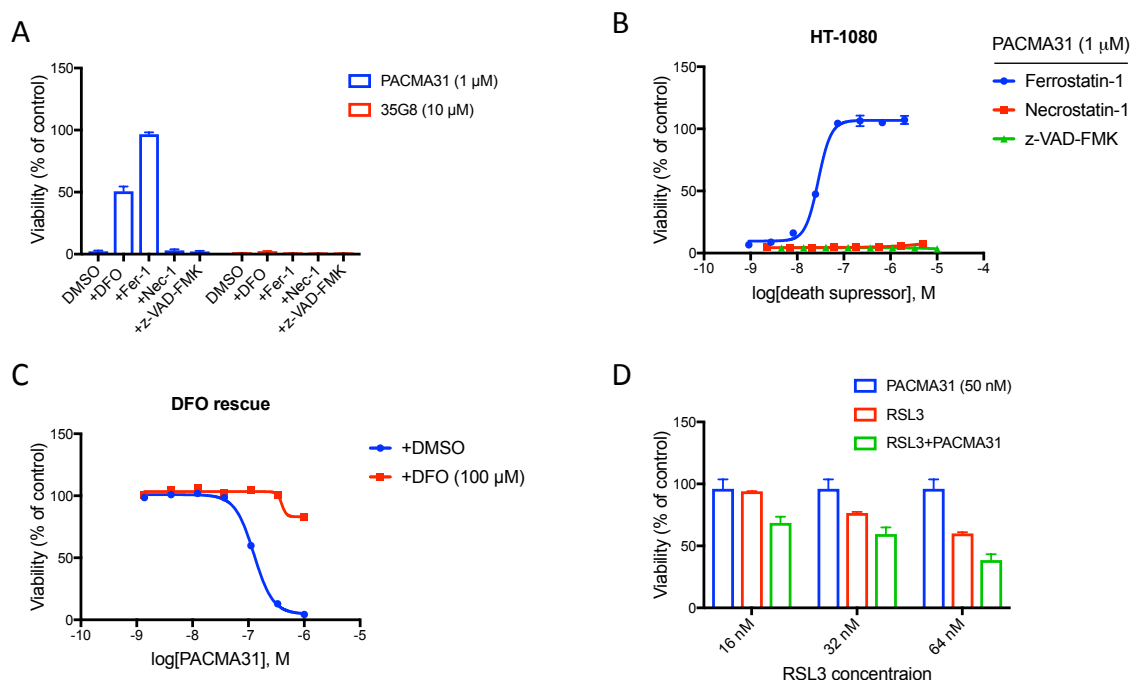 A
150
100
50
0
Viability (% of control)
DMSO
+DFO
+Fer-1
+Nec-1
+z-VAD-FMK
DMSO
+DFO
+Fer-1
+Nec-1
+z-VAD-FMK
PACMA31 (1 µM)
35G8 (10 µM)
B
HT-1080
150
100
50
0
Viability (% of control)
-10
-9
-8
-7
-6
-5
-4
log[death supressor], M
PACMA31 (1 µM)
Ferrostatin-1
Necrostatin-1
z-VAD-FMK
C
DFO rescue
150
100
50
0
Viability (% of control)
-10
-9
-8
-7
-6
-5
log[PACMA31], M
+DMSO
+DFO (100 µM)
D
PACMA31 (50 nM)
RSL3
RSL3+PACMA31
150
100
50
0
Viability (% of control)
16 nM
32 nM
64 nM
RSL3 concentraion